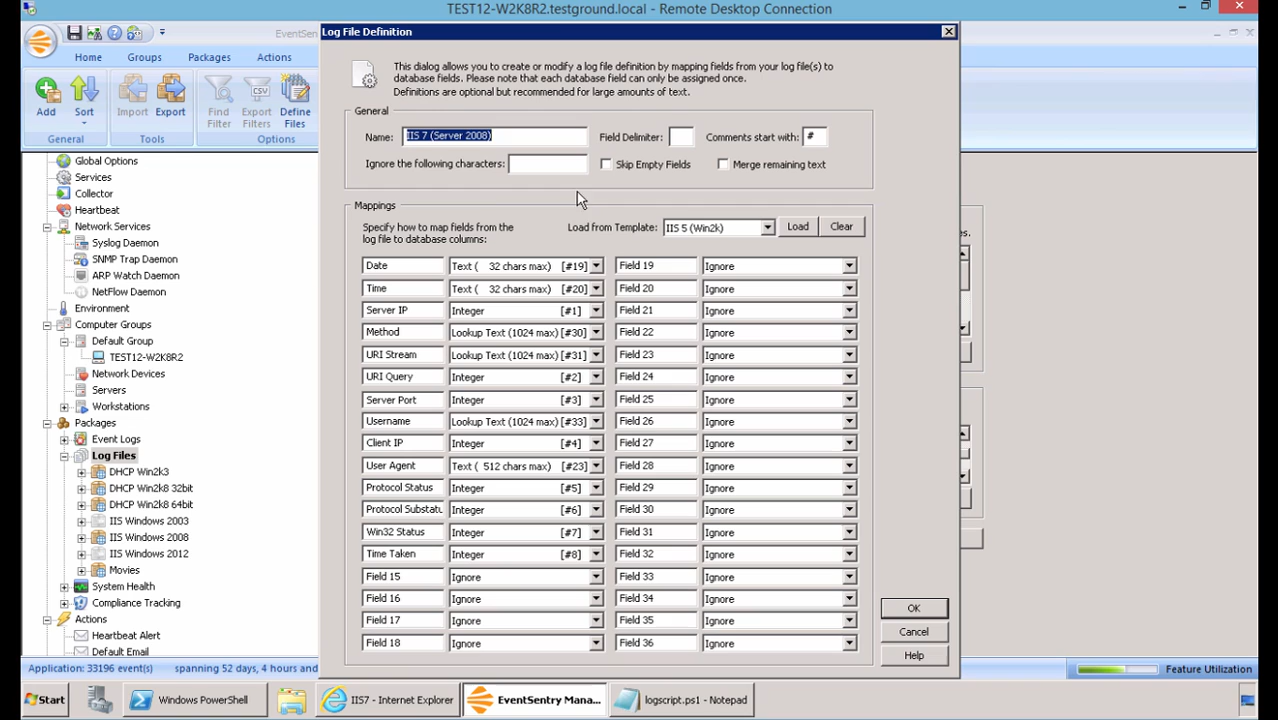 TEST12-W2K8R2.testground.local - Remote Desktop Connection
EventSen
Home Groups Packages Actions
Add Sort Import Export Find Filter Export Filters Define Files
General Tools Options
Global Options
Services
Collector
Heartbeat
Network Services
Syslog Daemon
SNMP Trap Daemon
ARP Watch Daemon
NetFlow Daemon
Environment
Computer Groups
Default Group
TEST12-W2K8R2
Network Devices
Servers
Workstations
Packages
Event Logs
Log Files
DHCP Win2k3
DHCP Win2k8 32bit
DHCP Win2k8 64bit
IIS Windows 2003
IIS Windows 2008
IIS Windows 2012
Movies
System Health
Compliance Tracking
Actions
Heartbeat Alert
Default Email
Log File Definition
This dialog allows you to create or modify a log file definition by mapping fields from your log file(s) to
database fields. Please note that each database field can only be assigned once.
Definitions are optional but recommended for large amounts of text.
General
Name: IIS 7 (Server 2008) Field Delimiter: Comments start with: #
Ignore the following characters: Skip Empty Fields Merge remaining text
Mappings
Specify how to map fields from the
log file to database columns:
Load from Template: IIS 5 (Win2k) Load Clear
Date Text ( 32 chars max) [#19] Field 19 Ignore
Time Text ( 32 chars max) [#20] Field 20 Ignore
Server IP Integer [#1] Field 21 Ignore
Method Lookup Text (1024 max) [#30] Field 22 Ignore
URI Stream Lookup Text (1024 max) [#31] Field 23 Ignore
URI Query Integer [#2] Field 24 Ignore
Server Port Integer [#3] Field 25 Ignore
Username Lookup Text (1024 max) [#33] Field 26 Ignore
Client IP Integer [#4] Field 27 Ignore
User Agent Text ( 512 chars max) [#23] Field 28 Ignore
Protocol Status Integer [#5] Field 29 Ignore
Protocol Substatu Integer [#6] Field 30 Ignore
Win32 Status Integer [#7] Field 31 Ignore
Time Taken Integer [#8] Field 32 Ignore
Field 15 Ignore Field 33 Ignore
Field 16 Ignore Field 34 Ignore
Field 17 Ignore Field 35 Ignore
Field 18 Ignore Field 36 Ignore
OK
Cancel
Help
es.
Application: 33196 event(s) spanning 52 days, 4 hours and
Feature Utilization
Start Windows PowerShell IIS7 - Internet Explorer EventSentry Mana... logscript.ps1 - Notepad